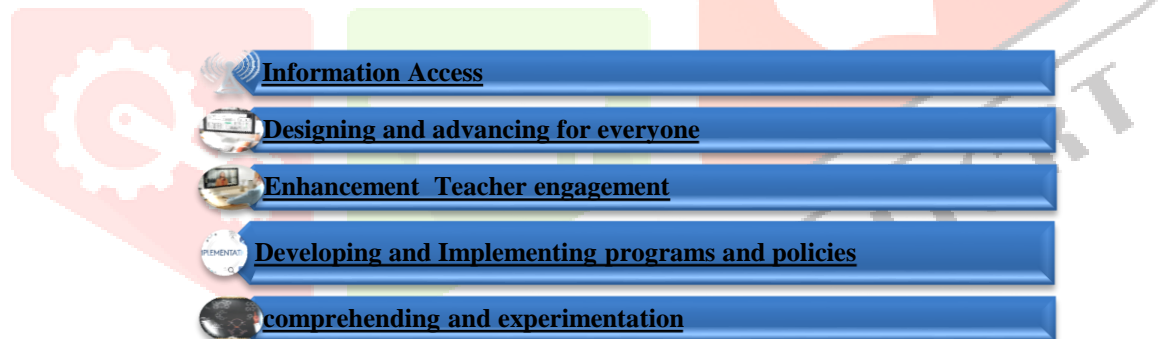 Information Access
Designing and advancing for everyone
Enhancement Teacher engagement
Developing and Implementing programs and policies
comprehending and experimentation